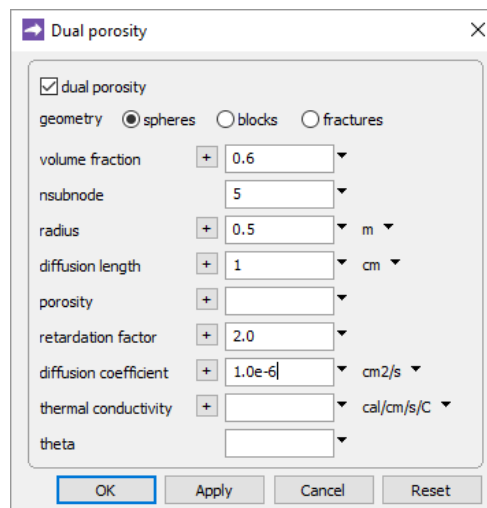 Dual porosity
dual porosity
geometry spheres blocks fractures
volume fraction + 0.6
nsubnode 5
radius + 0.5 m
diffusion length + 1 cm
porosity +
retardation factor + 2.0
diffusion coefficient + 1.0e-6 cm2/s
thermal conductivity + cal/cm/s/C
theta
OK Apply Cancel Reset